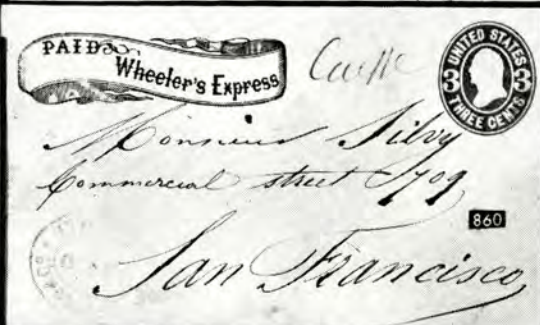 PAID
Wheeler's Express
UNITED STATES
3 3
THREE CENTS
Monsieur Silvy
Commercial street 709
860
San Francisco